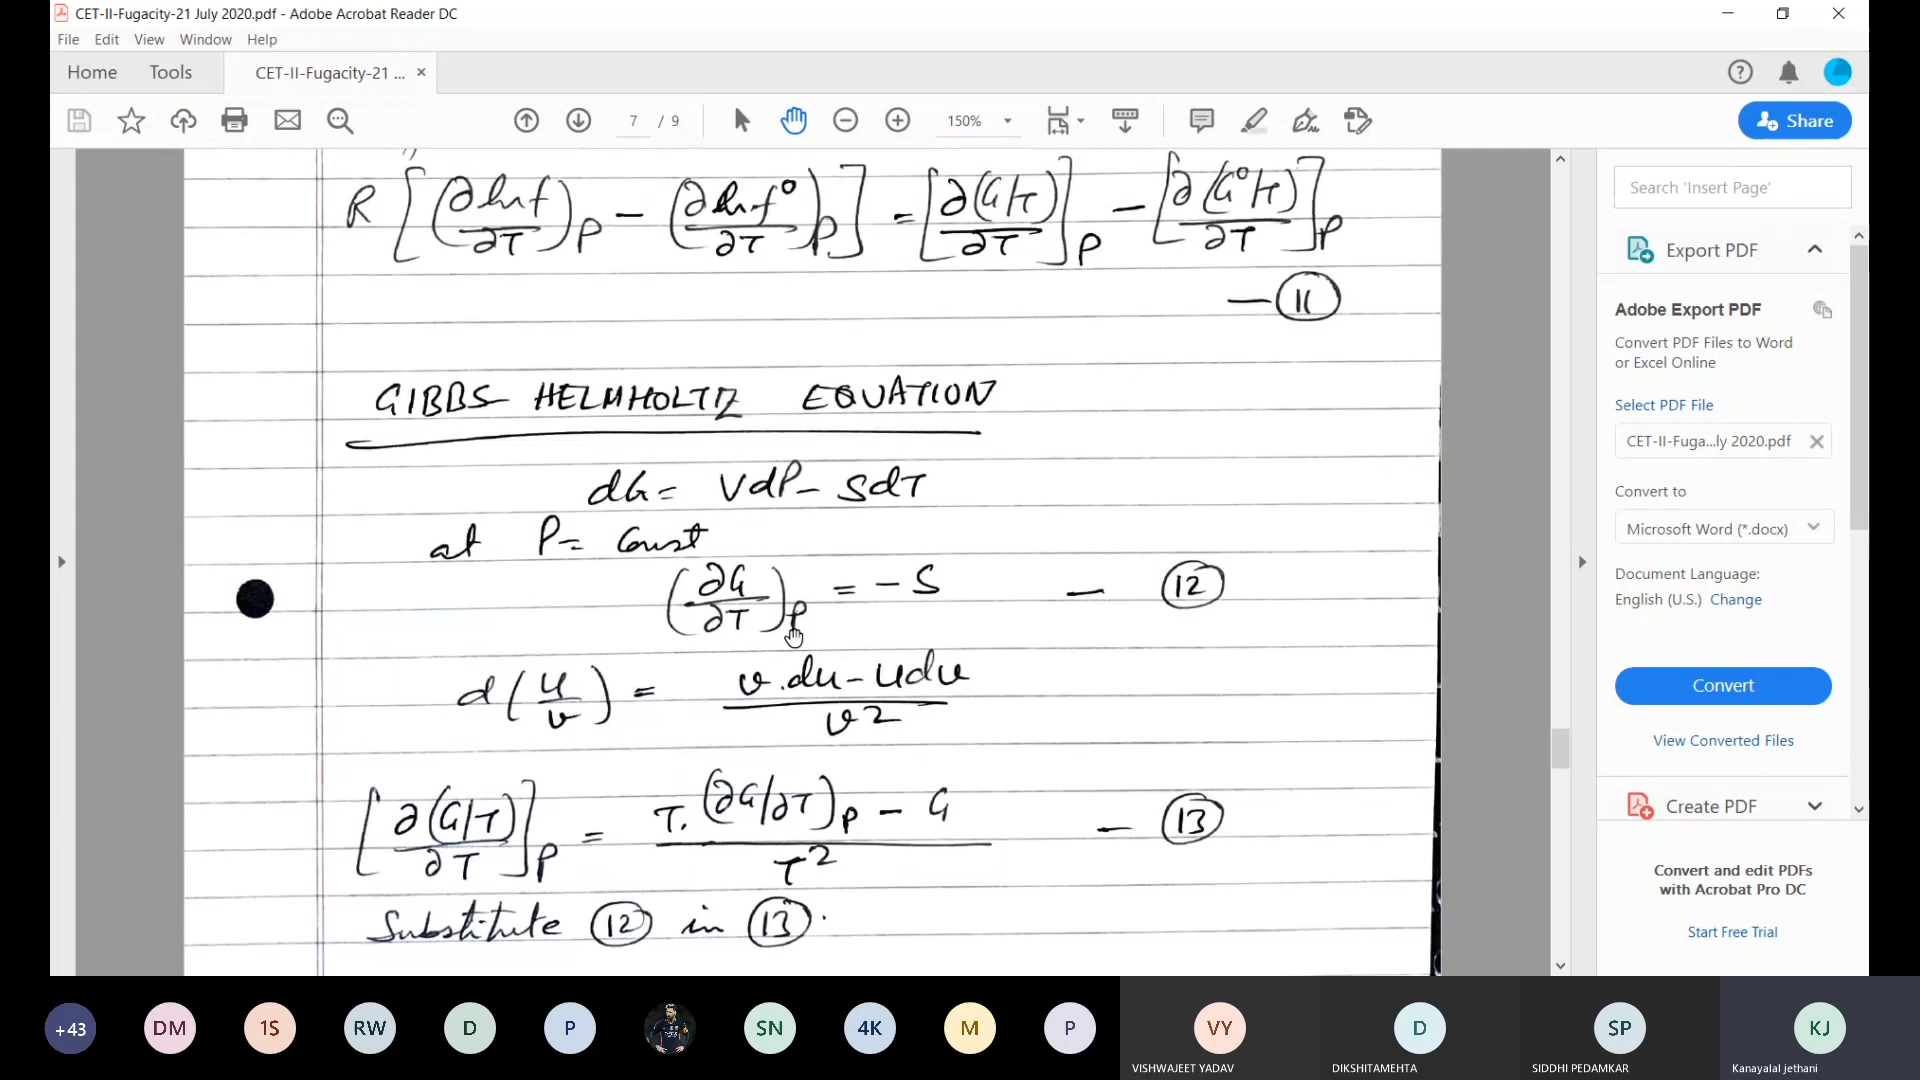 CET-II-Fugacity-21 July 2020.pdf - Adobe Acrobat Reader DC
File Edit View Window Help
Home Tools CET-II-Fugacity-21 ... ×
7 / 9 150% Share
R [(∂lnf/∂T)P − (∂lnf°/∂T)P] = [∂(G/T)/∂T]P − [∂(G°/T)/∂T]P
— 11
GIBBS HELMHOLTZ EQUATION
dG = VdP - SdT
at P = Const
(∂G/∂T)P = - S — 12
d(u/v) = v.du - udv / v2
[∂(G/T)/∂T]P = T.(∂G/∂T)P - G / T² — 13
Substitute 12 in 13.
Search 'Insert Page'
Export PDF
Adobe Export PDF
Convert PDF Files to Word
or Excel Online
Select PDF File
CET-II-Fuga...ly 2020.pdf
Convert to
Microsoft Word (*.docx)
Document Language:
English (U.S.) Change
Convert
View Converted Files
Create PDF
Convert and edit PDFs
with Acrobat Pro DC
Start Free Trial
+43 DM 1S RW D P SN 4K M P VY D SP KJ
VISHWAJEET YADAV DIKSHITAMEHTA SIDDHI PEDAMKAR Kanayalal jethani